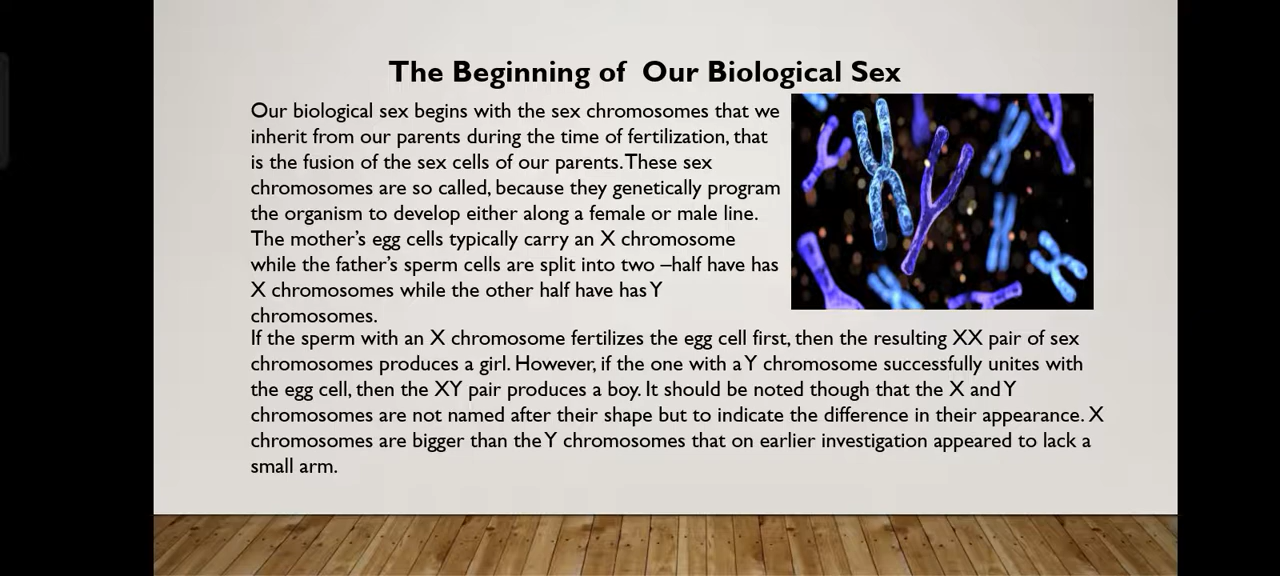 The Beginning of Our Biological Sex
Our biological sex begins with the sex chromosomes that we
inherit from our parents during the time of fertilization, that
is the fusion of the sex cells of our parents.These sex
chromosomes are so called, because they genetically program
the organism to develop either along a female or male line.
The mother’s egg cells typically carry an X chromosome
while the father’s sperm cells are split into two –half have has
X chromosomes while the other half have has Y
chromosomes.
If the sperm with an X chromosome fertilizes the egg cell first, then the resulting XX pair of sex
chromosomes produces a girl. However, if the one with a Y chromosome successfully unites with
the egg cell, then the XY pair produces a boy. It should be noted though that the X and Y
chromosomes are not named after their shape but to indicate the difference in their appearance. X
chromosomes are bigger than the Y chromosomes that on earlier investigation appeared to lack a
small arm.